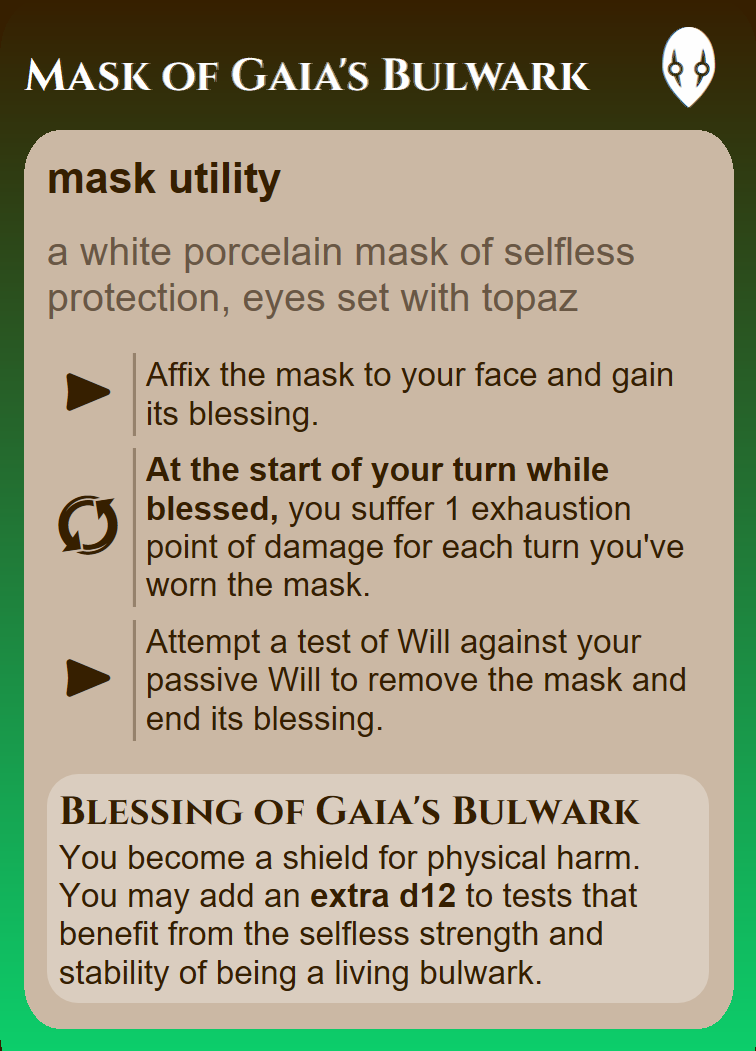 Mask of Gaia's Bulwark
mask utility
a white porcelain mask of selfless
protection, eyes set with topaz
Affix the mask to your face and gain
its blessing.
At the start of your turn while
blessed, you suffer 1 exhaustion
point of damage for each turn you've
worn the mask.
Attempt a test of Will against your
passive Will to remove the mask and
end its blessing.
Blessing of Gaia's Bulwark
You become a shield for physical harm.
You may add an extra d12 to tests that
benefit from the selfless strength and
stability of being a living bulwark.